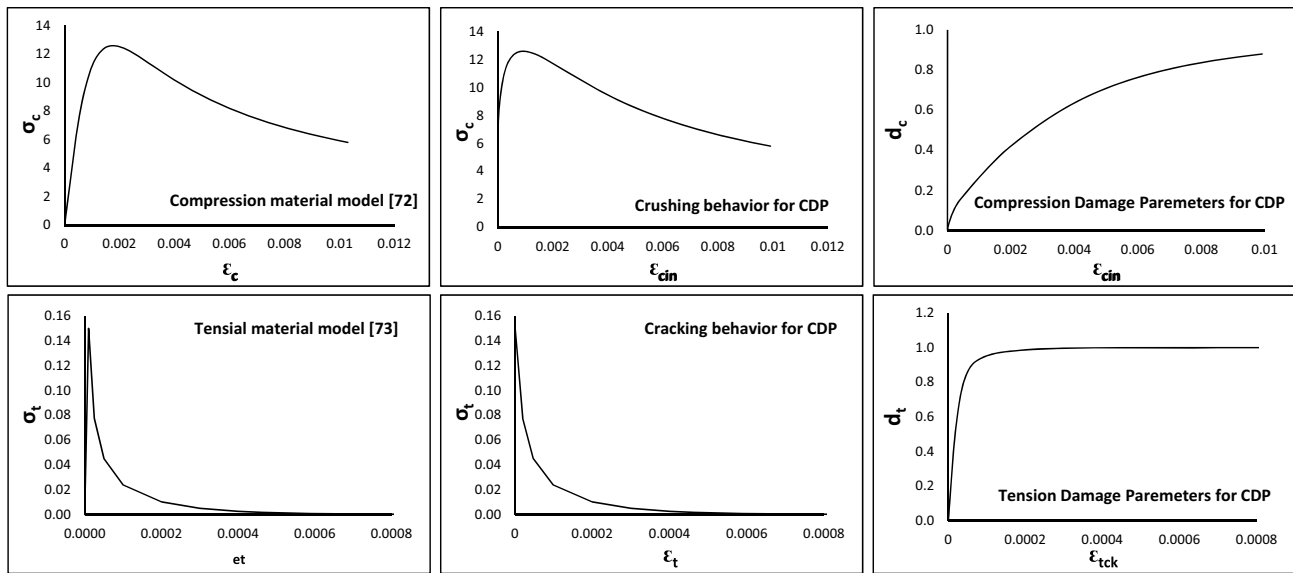 14
12
10
8
6
4
2
0
σc
Compression material model [72]
0 0.002 0.004 0.006 0.008 0.01 0.012
εc
14
12
10
8
6
4
2
0
σc
Crushing behavior for CDP
0 0.002 0.004 0.006 0.008 0.01 0.012
εcin
1.0
0.8
0.6
0.4
0.2
0.0
dc
Compression Damage Paremeters for CDP
0 0.002 0.004 0.006 0.008 0.01
εcin
0.16
0.14
0.12
0.10
0.08
0.06
0.04
0.02
0.00
σt
Tensial material model [73]
0.0000 0.0002 0.0004 0.0006 0.0008
et
0.16
0.14
0.12
0.10
0.08
0.06
0.04
0.02
0.00
σt
Cracking behavior for CDP
0 0.0002 0.0004 0.0006 0.0008
εt
1.2
1.0
0.8
0.6
0.4
0.2
0.0
dt
Tension Damage Paremeters for CDP
0 0.0002 0.0004 0.0006 0.0008
εtck